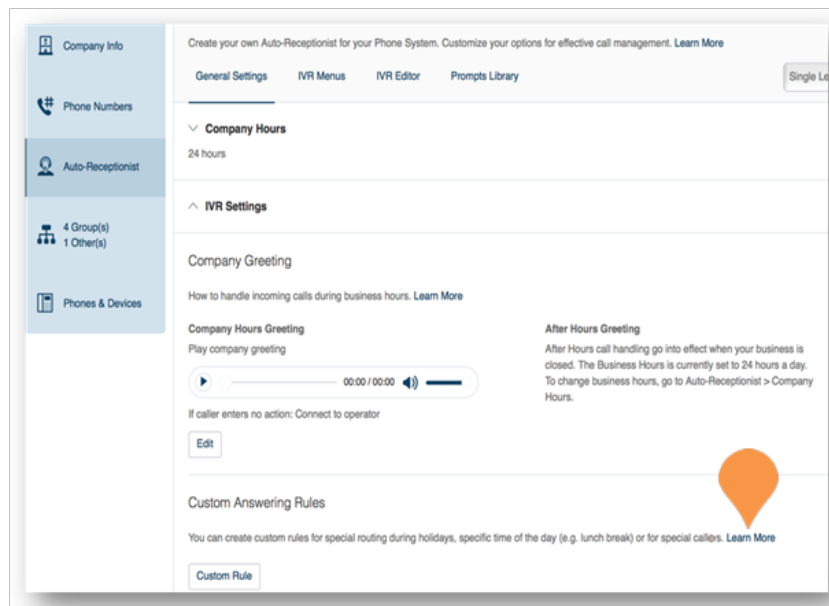 Company Info
Phone Numbers
Auto-Receptionist
4 Group(s)
1 Other(s)
Phones & Devices
Create your own Auto-Receptionist for your Phone System. Customize your options for effective call management. Learn More
General Settings IVR Menus IVR Editor Prompts Library Single Le
Company Hours
24 hours
IVR Settings
Company Greeting
How to handle incoming calls during business hours. Learn More
Company Hours Greeting
Play company greeting
00:00 / 00:00
If caller enters no action: Connect to operator
Edit
After Hours Greeting
After Hours call handling go into effect when your business is
closed. The Business Hours is currently set to 24 hours a day.
To change business hours, go to Auto-Receptionist > Company
Hours.
Custom Answering Rules
You can create custom rules for special routing during holidays, specific time of the day (e.g. lunch break) or for special callers. Learn More
Custom Rule